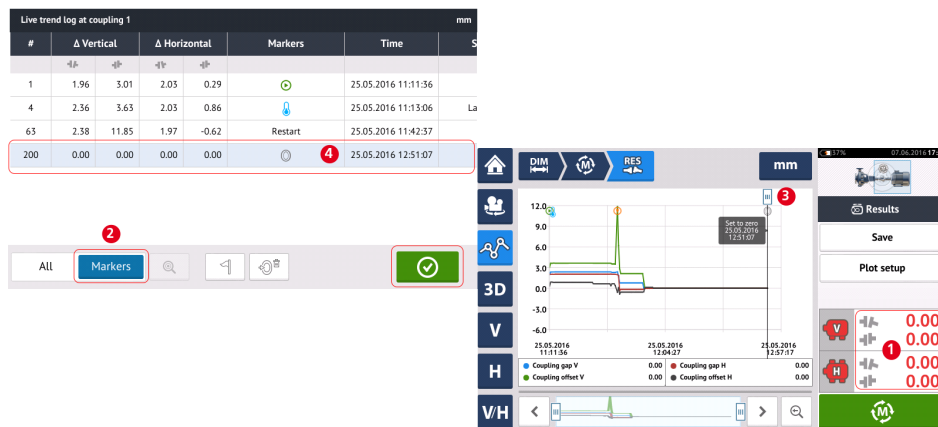 Live trend log at coupling 1 mm
# Δ Vertical Δ Horizontal Markers Time S
1 1.96 3.01 2.03 0.29 25.05.2016 11:11:36
4 2.36 3.63 2.03 0.86 25.05.2016 11:13:06 La
63 2.38 11.85 1.97 -0.62 Restart 25.05.2016 11:42:37
200 0.00 0.00 0.00 0.00 0 4 25.05.2016 12:51:07
2
All Markers
DIM M RES mm
37% 07.06.2016 17:
3
12.0
Set to zero
25.05.2016
12:51:07
9.0
6.0
3.0
0.0
-3.0
-6.0
25.05.2016 25.05.2016 25.05.2016
11:11:36 12:04:27 12:57:17
Coupling gap V 0.00 Coupling gap H 0.00
Coupling offset V 0.00 Coupling offset H 0.00
3D
V
H
V/H
Results
Save
Plot setup
V 0.00
0.00
1
H 0.00
0.00
M